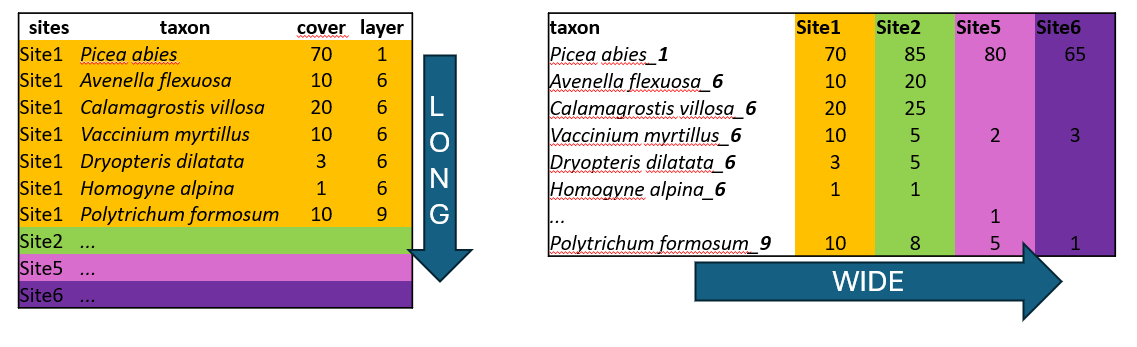 sites taxon cover layer
Site1 Picea abies 70 1
Site1 Avenella flexuosa 10 6
Site1 Calamagrostis villosa 20 6
Site1 Vaccinium myrtillus 10 6
Site1 Dryopteris dilatata 3 6
Site1 Homogyne alpina 1 6
Site1 Polytrichum formosum 10 9
Site2 ...
Site5 ...
Site6 ...
LONG
taxon Site1 Site2 Site5 Site6
Picea abies_1 70 85 80 65
Avenella flexuosa_6 10 20
Calamagrostis villosa_6 20 25
Vaccinium myrtillus_6 10 5 2 3
Dryopteris dilatata_6 3 5
Homogyne alpina_6 1 1
... 1
Polytrichum formosum_9 10 8 5 1
WIDE